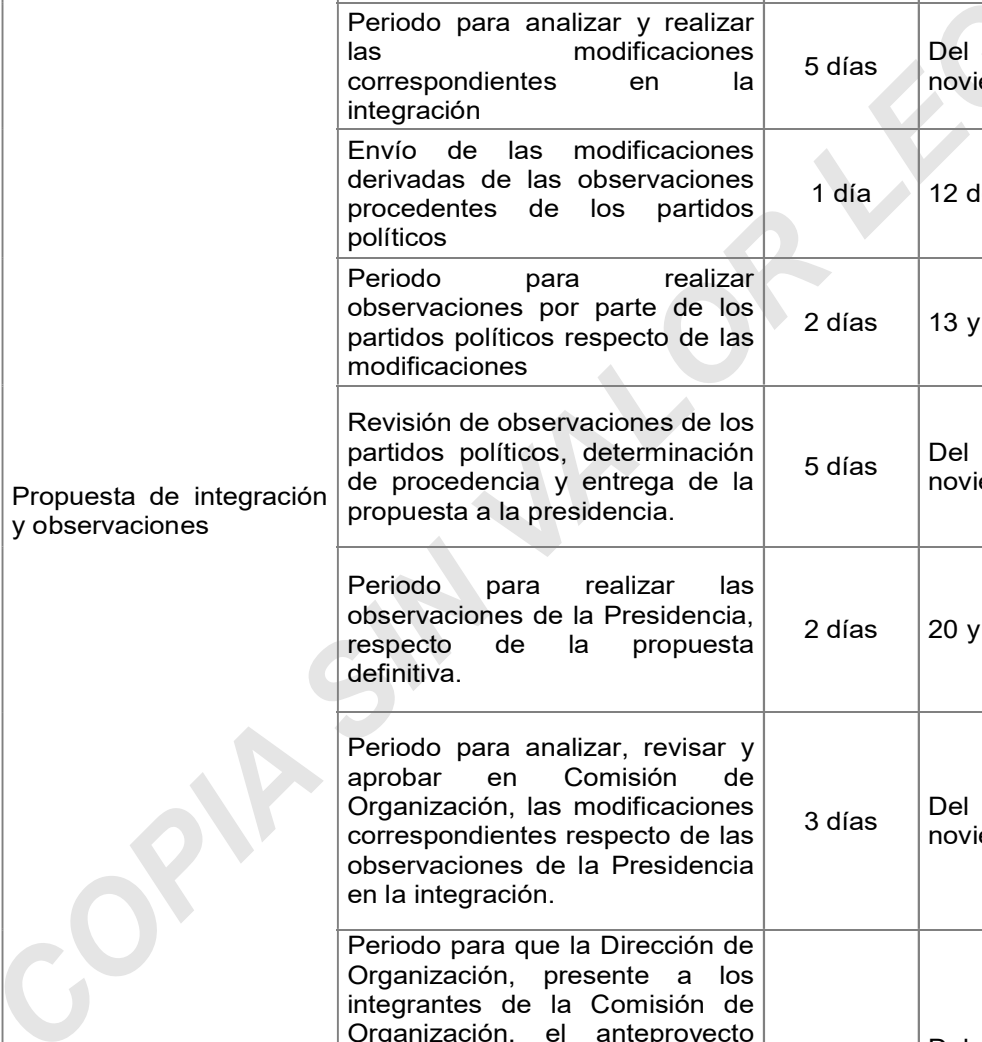 Periodo para analizar y realizar
las modificaciones
correspondientes en la
integración
5 días
Del
Envío de las modificaciones
derivadas de las observaciones
procedentes de los partidos
políticos
1 día
12
Periodo para realizar
observaciones por parte de los
partidos políticos respecto de las
modificaciones
2 días
13 y
Propuesta de integración
y observaciones
Revisión de observaciones de los
partidos políticos, determinación
de procedencia y entrega de la
propuesta a la presidencia.
5 días
Del
Periodo para realizar las
observaciones de la Presidencia,
respecto de la propuesta
definitiva.
2 días
20 y
Periodo para analizar, revisar y
aprobar en Comisión de
Organización, las modificaciones
correspondientes respecto de las
observaciones de la Presidencia
en la integración.
3 días
Del
Periodo para que la Dirección de
Organización, presente a los
integrantes de la Comisión de
Organización, el anteproyecto
COPIA SIN VALOR